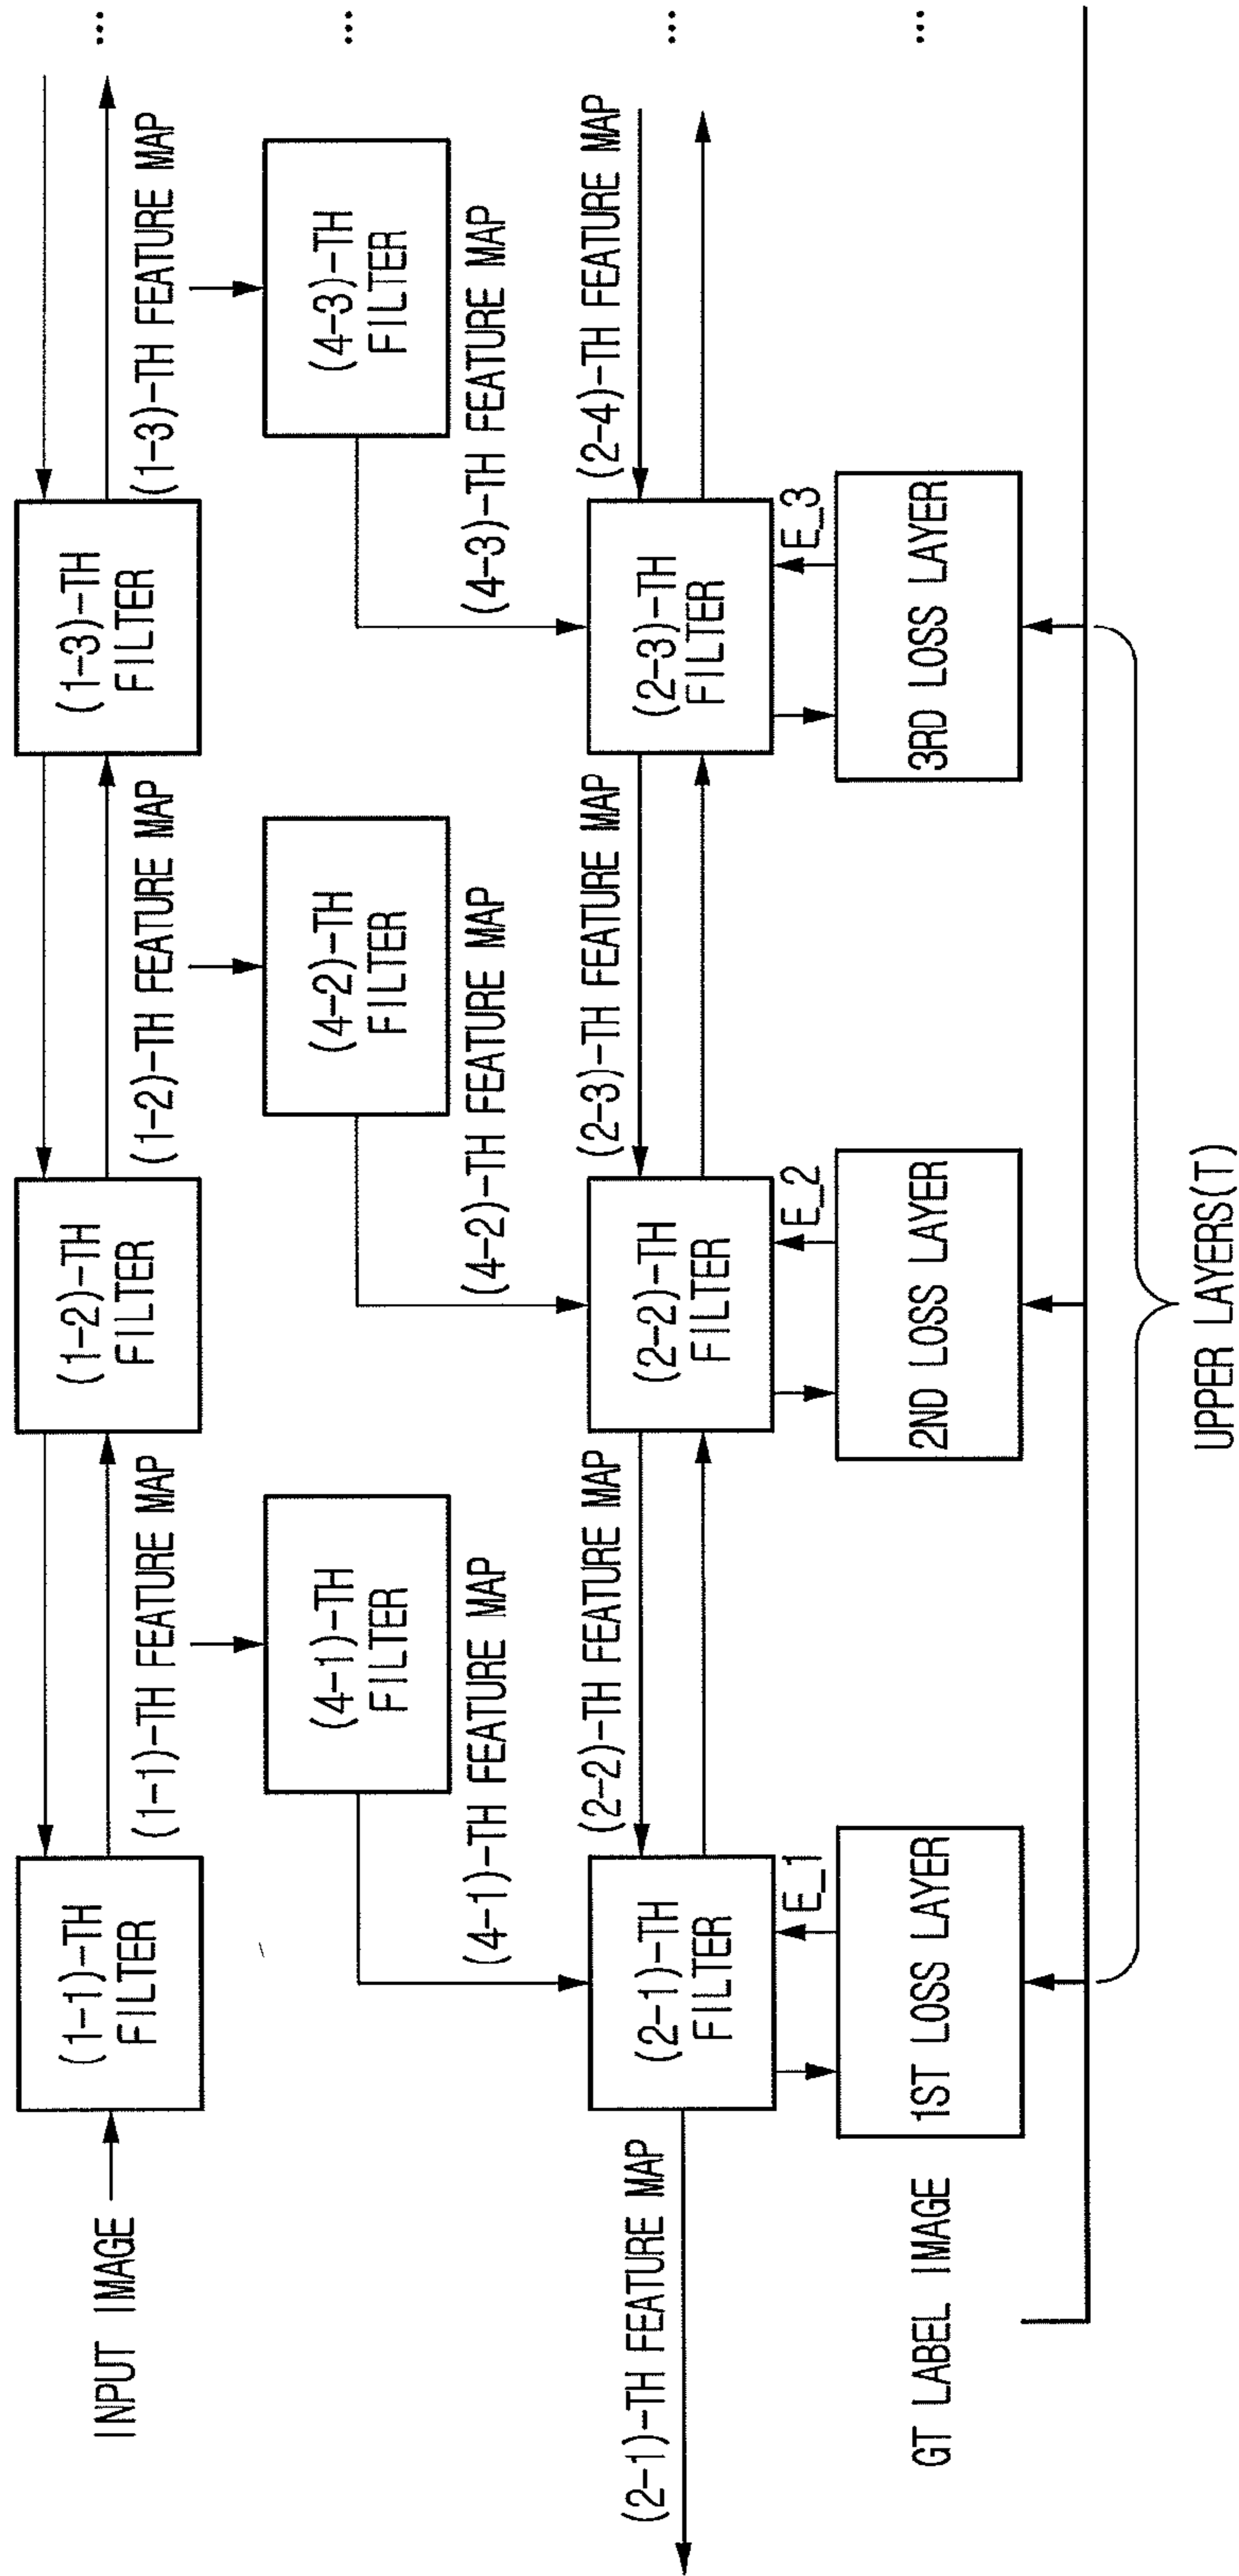 INPUT IMAGE
(1-1)-TH
FILTER
(1-2)-TH
FILTER
(1-3)-TH
FILTER
...
(1-1)-TH FEATURE MAP
(1-2)-TH FEATURE MAP
(1-3)-TH FEATURE MAP
(4-1)-TH
FILTER
(4-2)-TH
FILTER
(4-3)-TH
FILTER
...
(4-1)-TH FEATURE MAP
(4-2)-TH FEATURE MAP
(4-3)-TH FEATURE MAP
(2-1)-TH FEATURE MAP
(2-2)-TH FEATURE MAP
(2-3)-TH FEATURE MAP
(2-4)-TH FEATURE MAP
(2-1)-TH
FILTER
(2-2)-TH
FILTER
(2-3)-TH
FILTER
...
E_1
E_2
E_3
GT LABEL IMAGE
1ST LOSS LAYER
2ND LOSS LAYER
3RD LOSS LAYER
...
UPPER LAYERS(T)